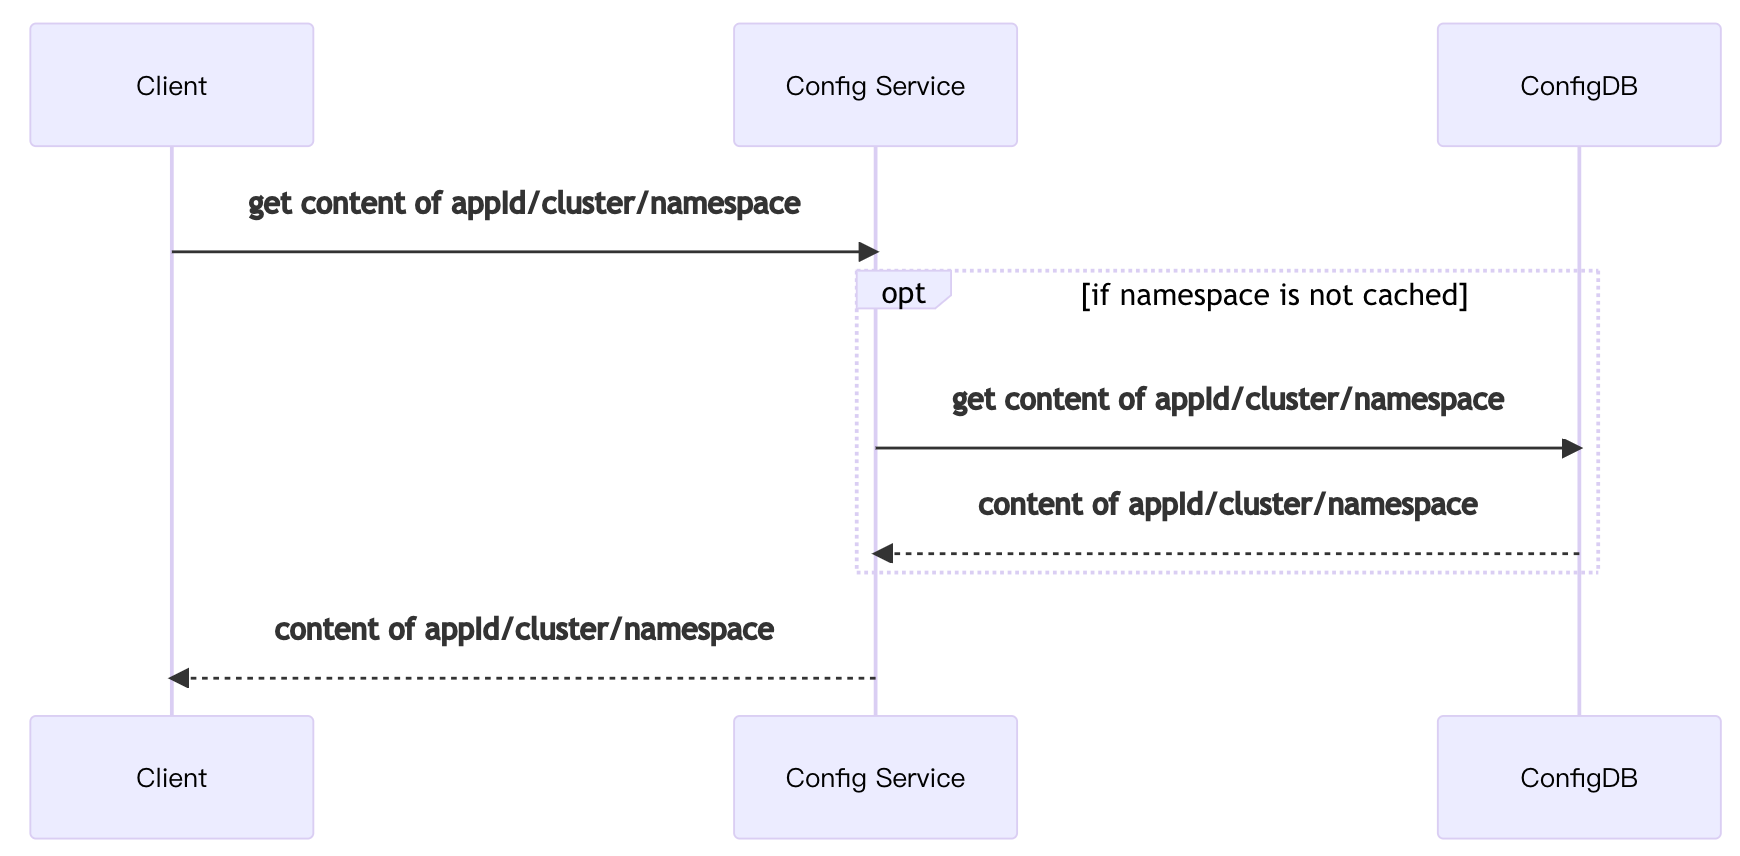 Client
Config Service
ConfigDB
get content of appId/cluster/namespace
opt
[if namespace is not cached]
get content of appId/cluster/namespace
content of appId/cluster/namespace
content of appId/cluster/namespace
Client
Config Service
ConfigDB